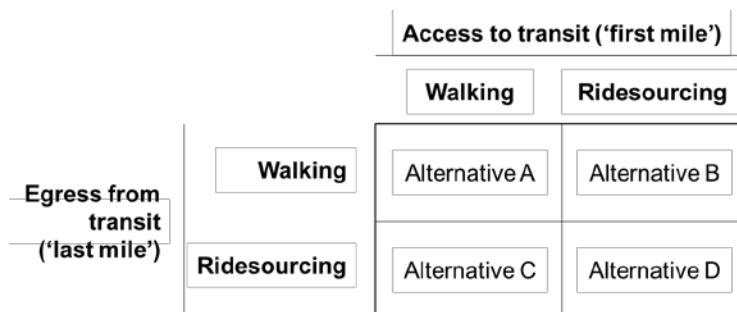 Access to transit (‘first mile’)
Walking
Ridesourcing
Walking
Alternative A
Alternative B
Egress from
transit
(‘last mile’)
Ridesourcing
Alternative C
Alternative D